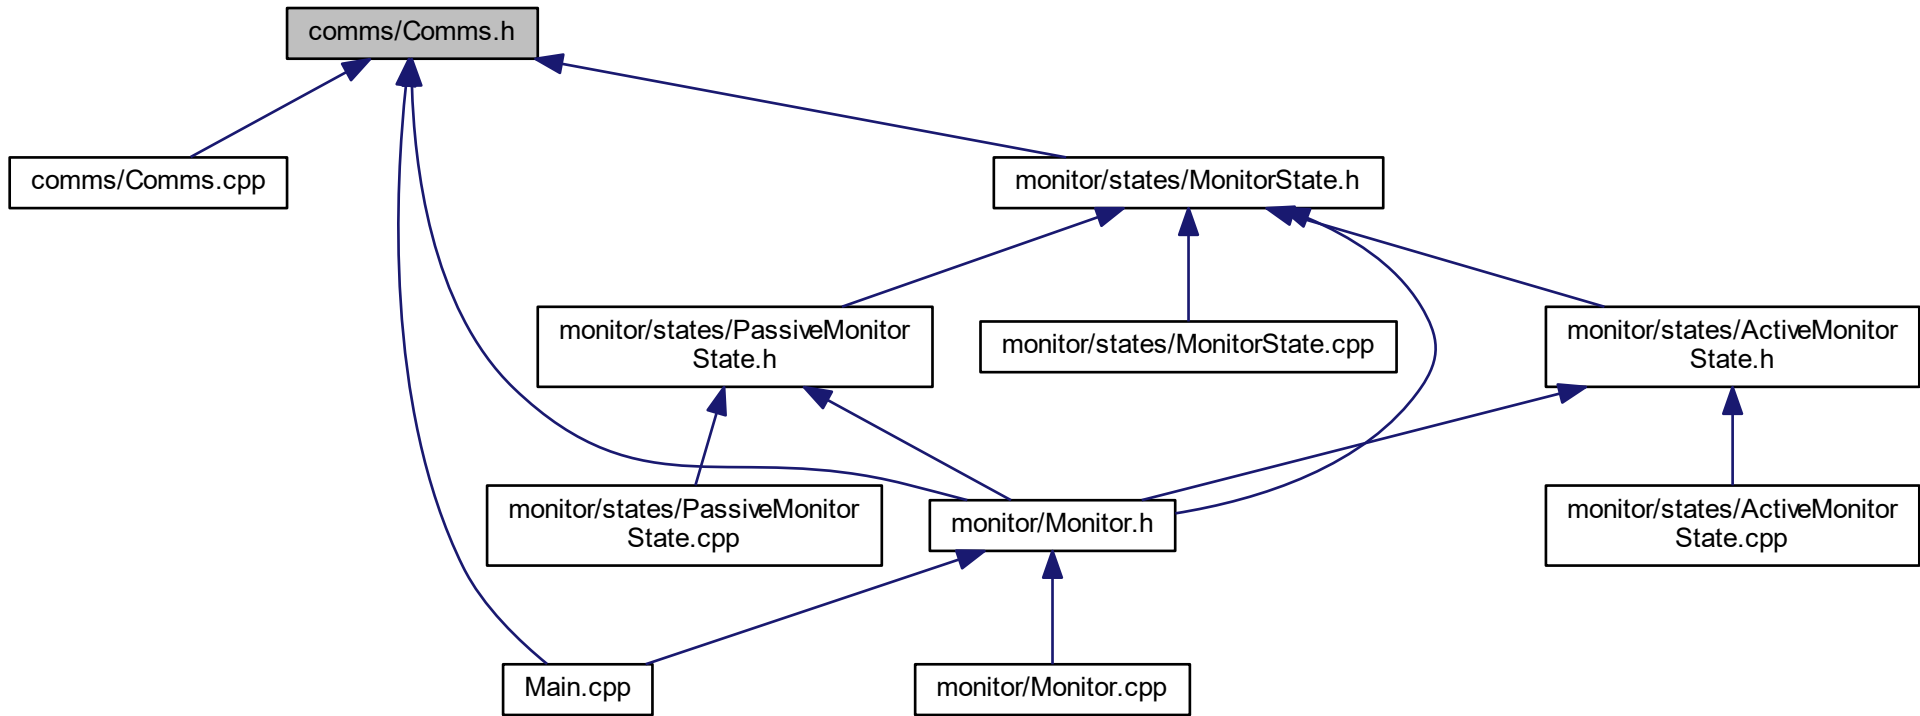 comms/Comms.h
comms/Comms.cpp
monitor/states/MonitorState.h
monitor/states/PassiveMonitor
State.h
monitor/states/MonitorState.cpp
monitor/states/ActiveMonitor
State.h
monitor/states/PassiveMonitor
State.cpp
monitor/Monitor.h
monitor/states/ActiveMonitor
State.cpp
Main.cpp
monitor/Monitor.cpp